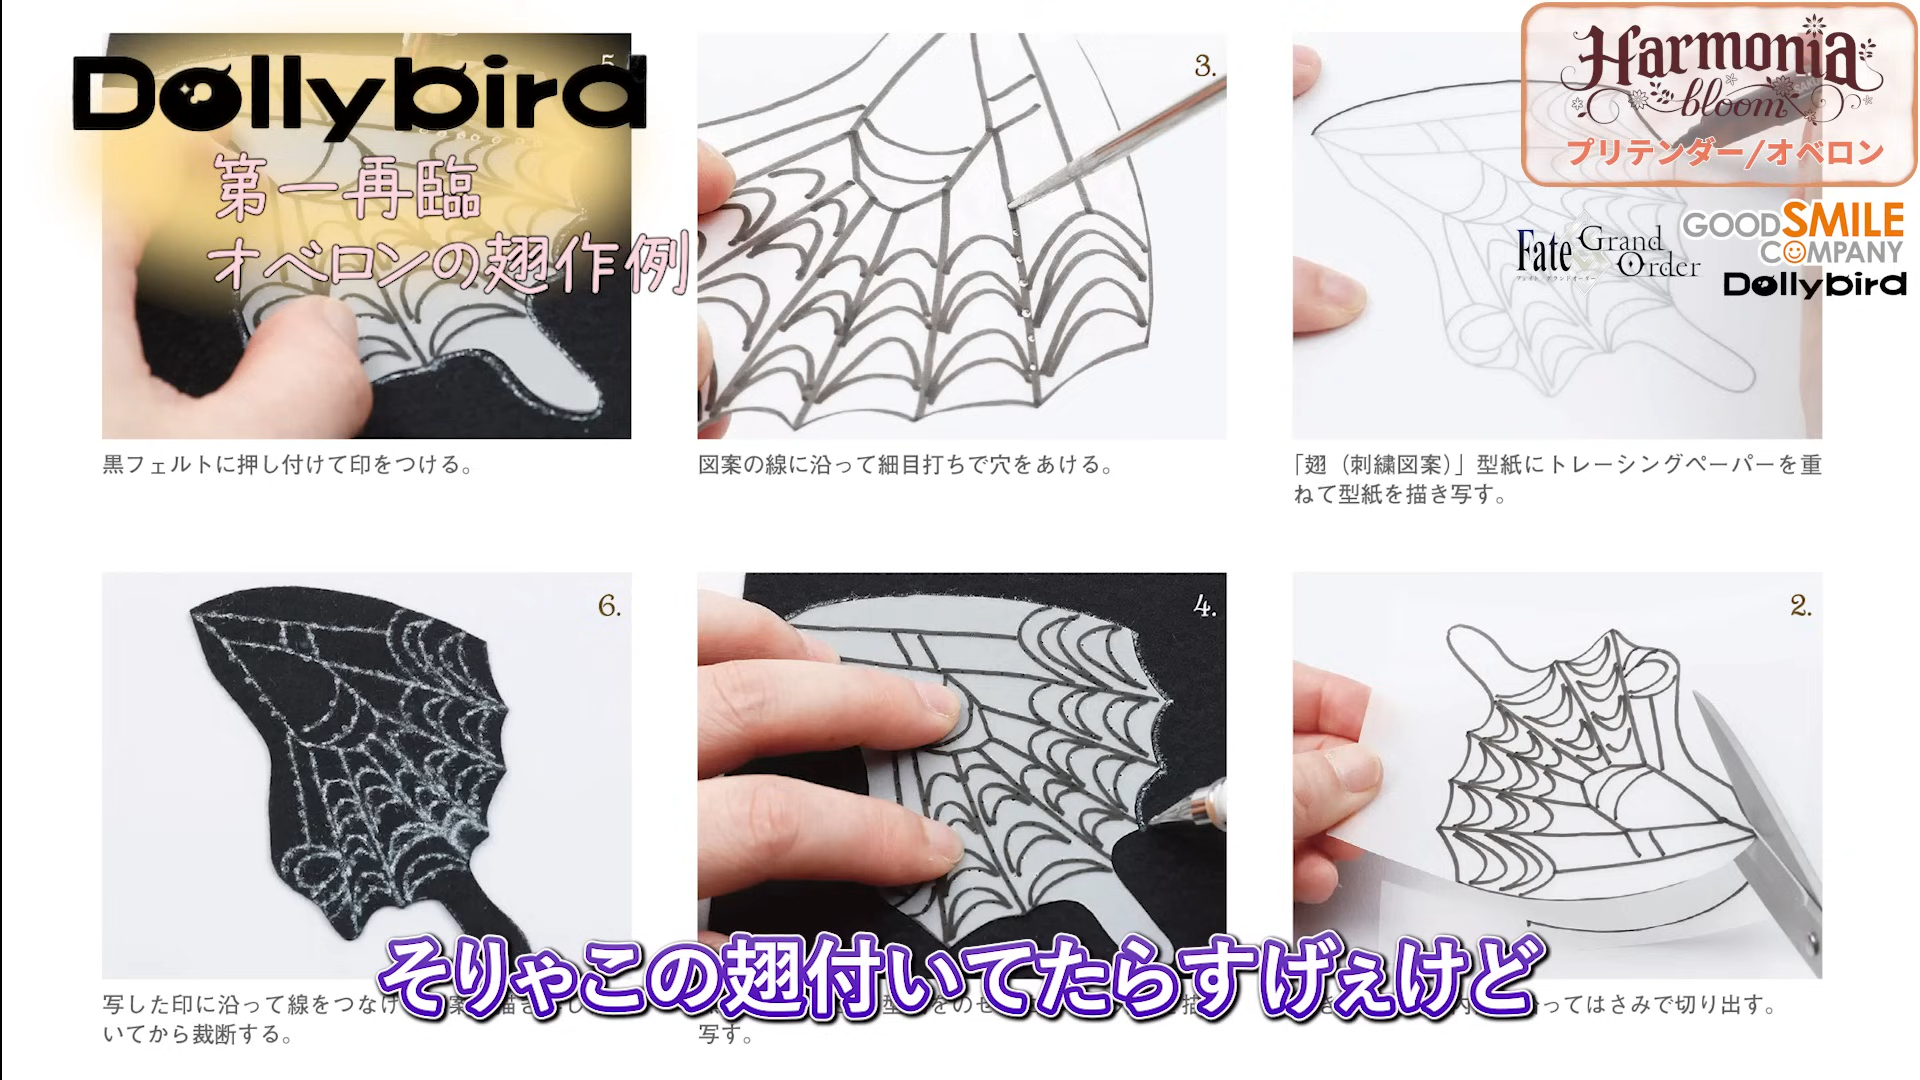 Dollybird
第一再臨
オベロンの翅作例
Harmonia
bloom
プリテンダー/オベロン
Fate Grand Order
GOOD SMILE
COMPANY
Dollybird
5
3.
黒フェルトに押し付けて印をつける。
図案の線に沿って細目打ちで穴をあける。
「翅（刺繍図案）」型紙にトレーシングペーパーを重
ねて型紙を描き写す。
6.
4.
2.
写した印に沿って線をつなげ
いてから裁断する。
写す。
ってはさみで切り出す。
そりゃこの翅付いてたらすげぇけど